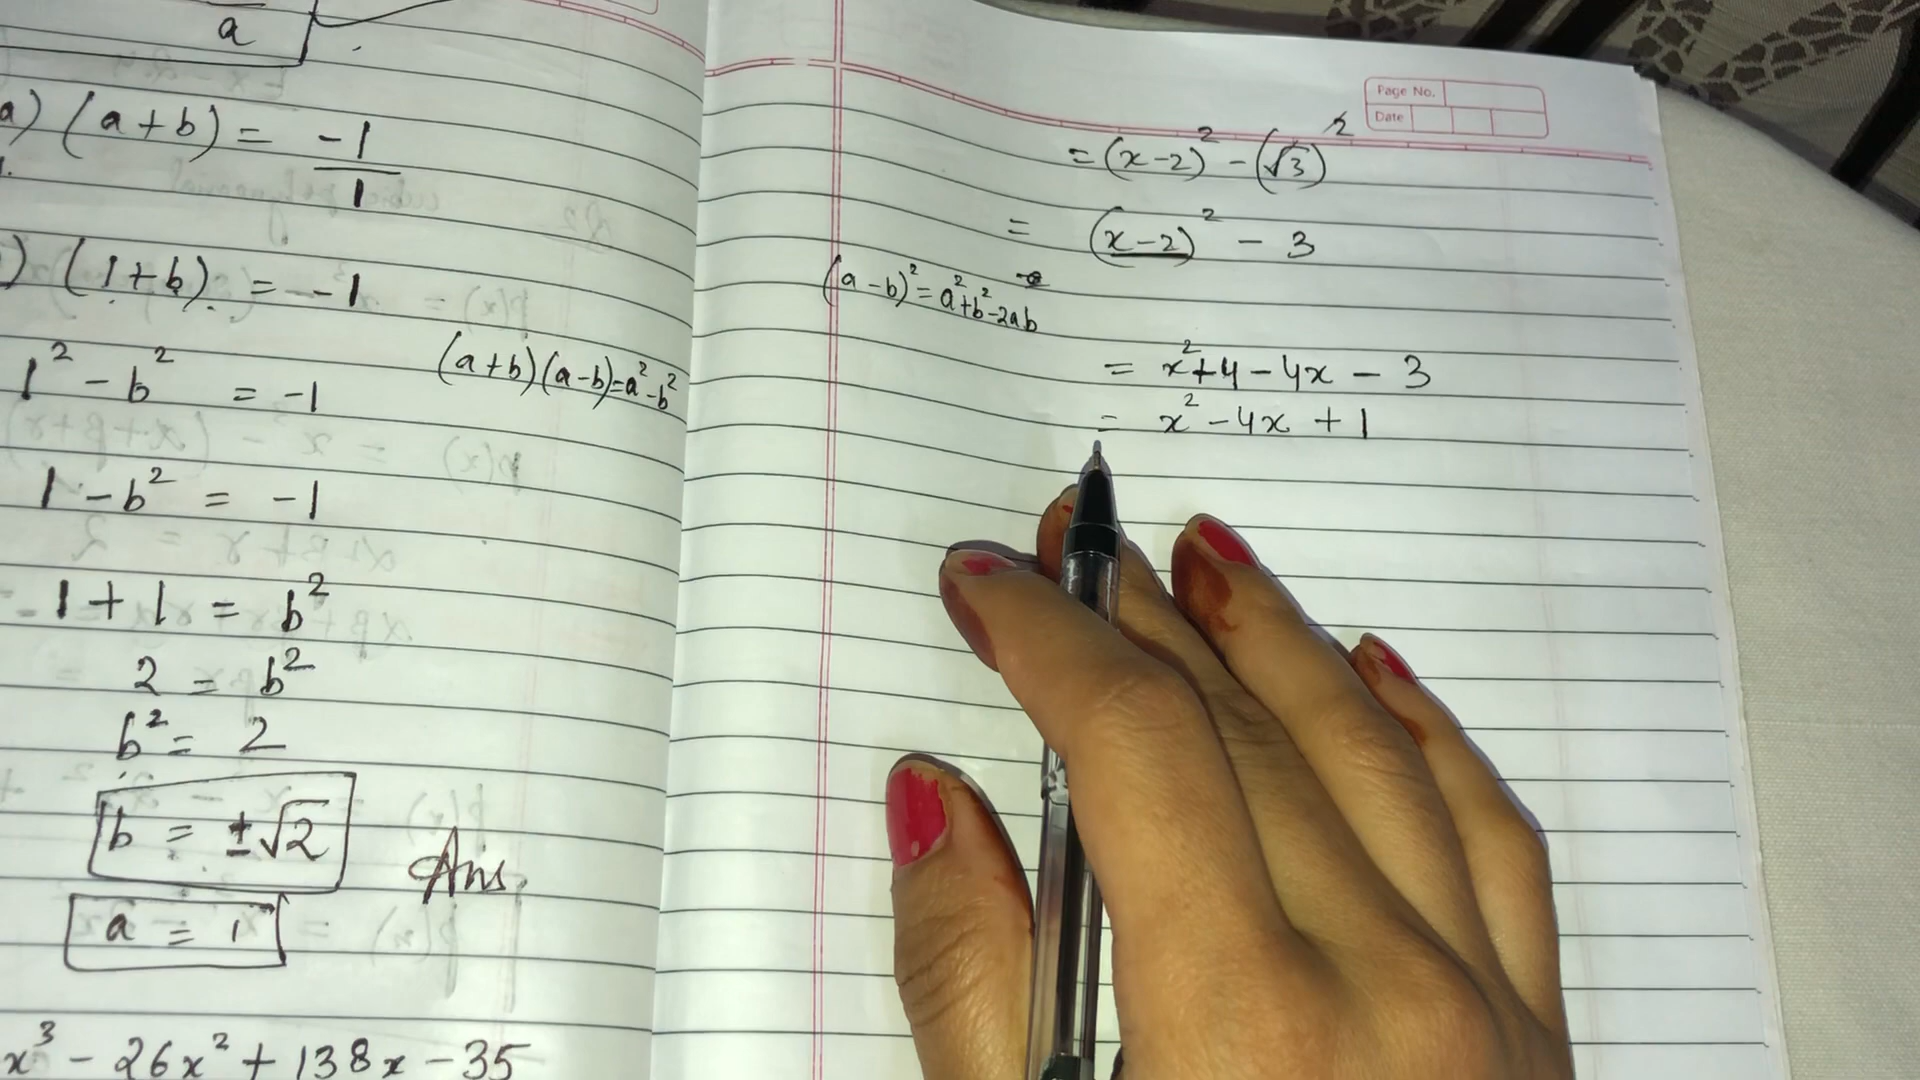 a
a) (a+b) = -1
1
) (1+b) = -1
1² - b² = -1
(a+b)(a-b)=a²-b²
1 - b² = -1
1 + 1 = b²
2 = b²
b² = 2
b = ±√2
Ans.
a = 1
x³ - 26x² + 138x - 35
Page No.
Date
= (x-2)² - (√3)²
= (x-2)² - 3
(a-b)² = a²+b²-2ab
= x²+4-4x-3
= x²-4x+1